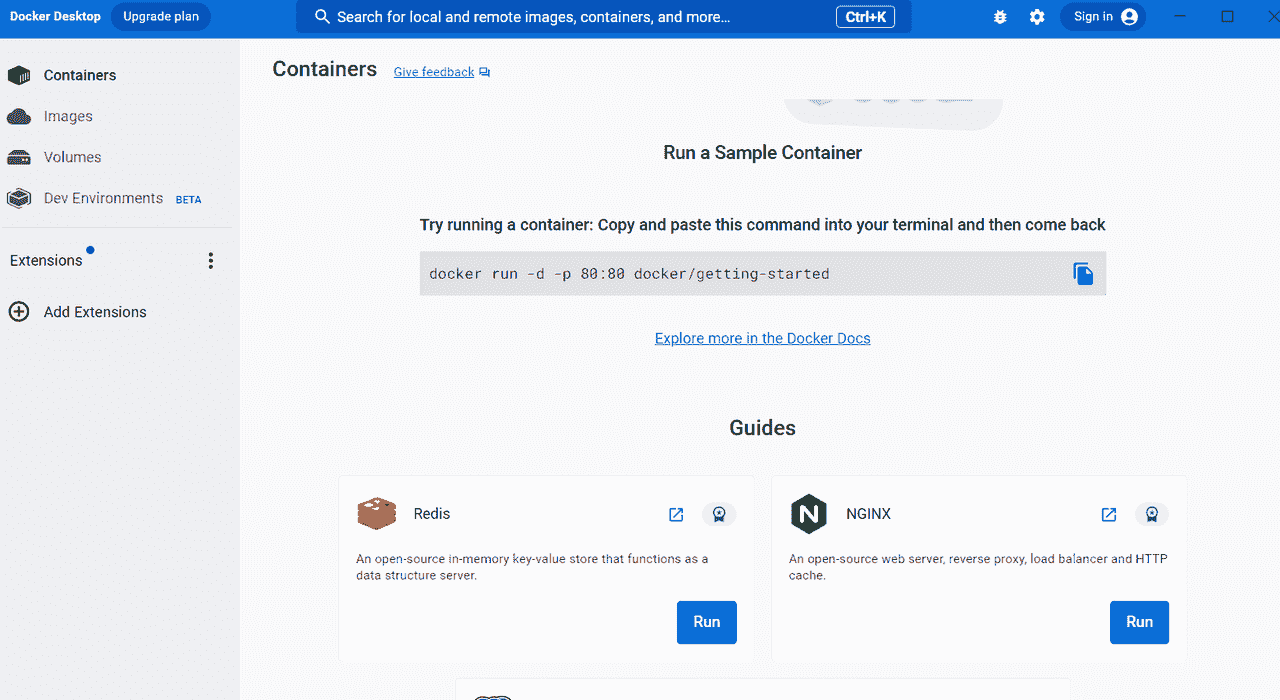 Docker Desktop Upgrade plan Search for local and remote images, containers, and more... Ctrl+K Sign in
Containers
Images
Volumes
Dev Environments BETA
Extensions
Add Extensions
Containers Give feedback
Run a Sample Container
Try running a container: Copy and paste this command into your terminal and then come back
docker run -d -p 80:80 docker/getting-started
Explore more in the Docker Docs
Guides
Redis
An open-source in-memory key-value store that functions as a
data structure server.
Run
N NGINX
An open-source web server, reverse proxy, load balancer and HTTP
cache.
Run